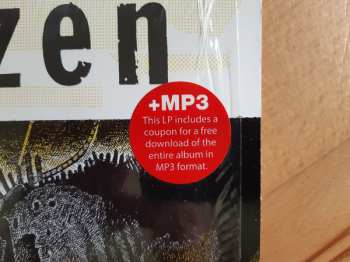 zen
+MP3
This LP includes a
coupon for a free
download of the
entire album in
MP3 format.